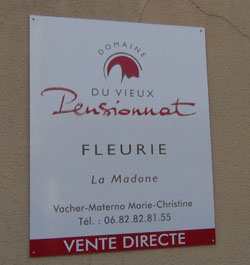 DOMAINE
DU VIEUX
Pensionnat
FLEURIE
La Madone
Vacher-Materno Marie-Christine
Tél. : 06.82.82.81.55
VENTE DIRECTE